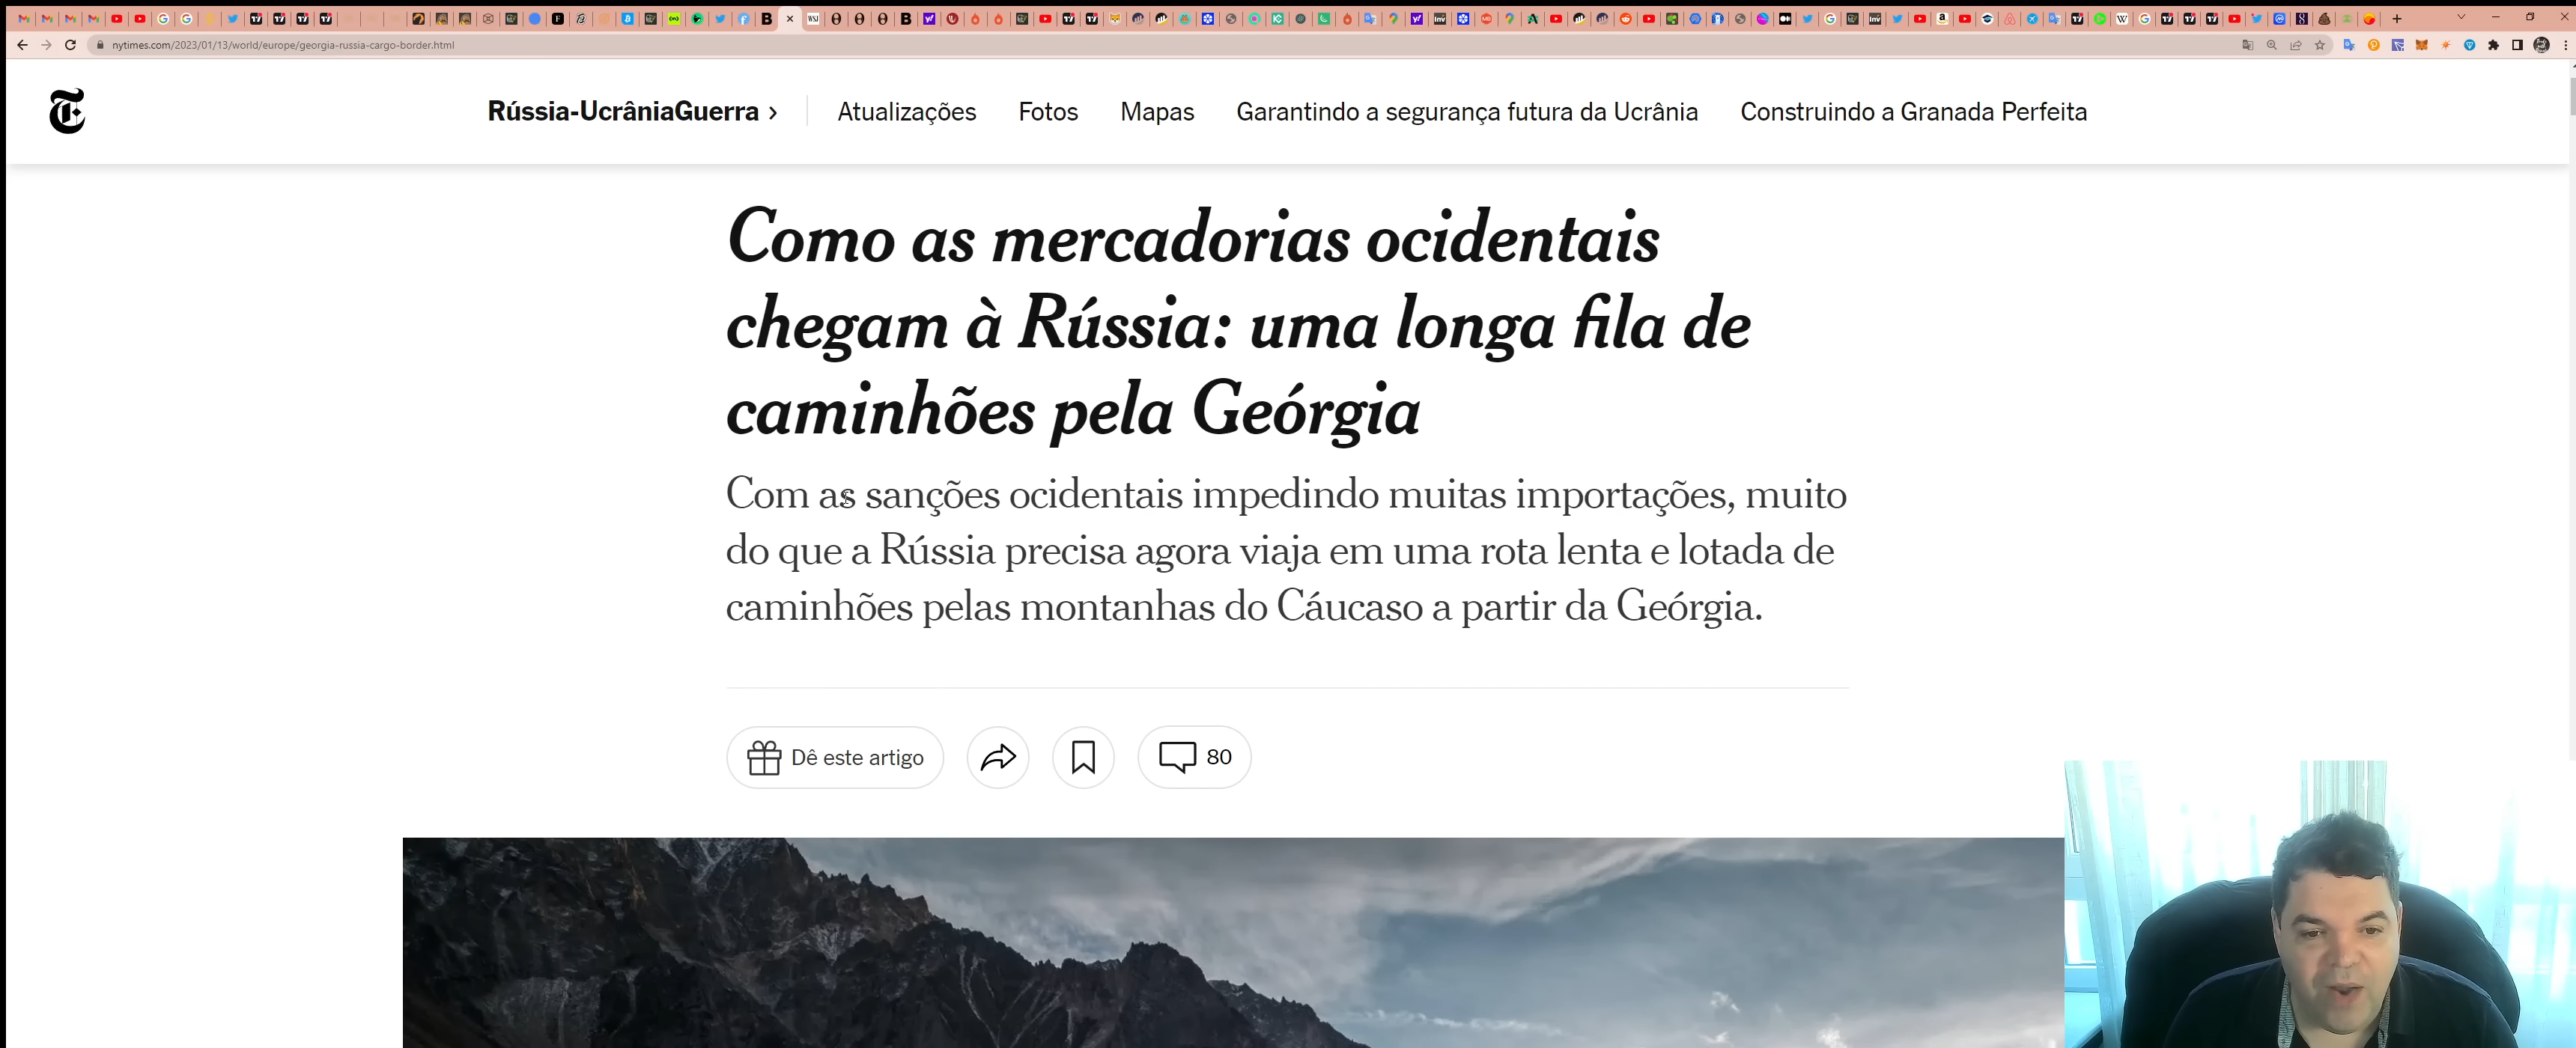 nytimes.com/2023/01/13/world/europe/georgia-russia-cargo-border.html
Rússia-UcrâniaGuerra
Atualizações
Fotos
Mapas
Garantindo a segurança futura da Ucrânia
Construindo a Granada Perfeita
Como as mercadorias ocidentais
chegam à Rússia: uma longa fila de
caminhões pela Geórgia
Com as sanções ocidentais impedindo muitas importações, muito
do que a Rússia precisa agora viaja em uma rota lenta e lotada de
caminhões pelas montanhas do Cáucaso a partir da Geórgia.
Dê este artigo
80